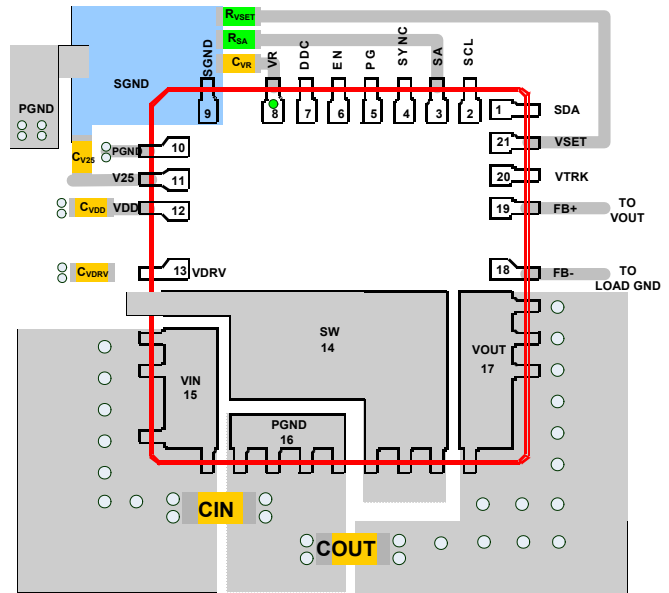 RVSET
RSA
CVR
SGND
PGND
SGND
VR
DDC
EN
PG
SYNC
SA
SCL
9
8
7
6
5
4
3
2
1
SDA
21
VSET
20
VTRK
19
FB+
TO
VOUT
18
FB-
TO
LOAD GND
CV25
PGND
10
V25
11
CVDD
VDD
12
CVDRV
13
VDRV
SW
14
VIN
15
PGND
16
VOUT
17
CIN
COUT